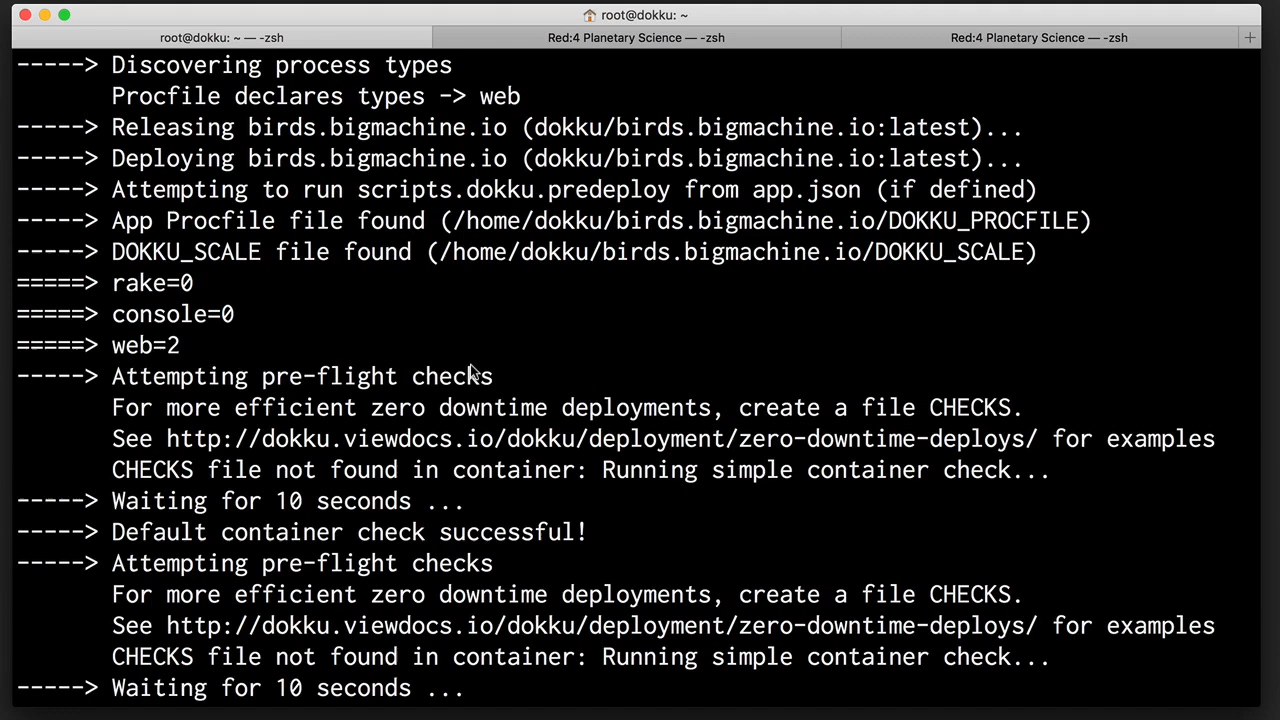 root@dokku: ~
root@dokku: ~ — -zsh
Red:4 Planetary Science — -zsh
Red:4 Planetary Science — -zsh
+
-----> Discovering process types
Procfile declares types -> web
-----> Releasing birds.bigmachine.io (dokku/birds.bigmachine.io:latest)...
-----> Deploying birds.bigmachine.io (dokku/birds.bigmachine.io:latest)...
-----> Attempting to run scripts.dokku.predeploy from app.json (if defined)
-----> App Procfile file found (/home/dokku/birds.bigmachine.io/DOKKU_PROCFILE)
-----> DOKKU_SCALE file found (/home/dokku/birds.bigmachine.io/DOKKU_SCALE)
=====> rake=0
=====> console=0
=====> web=2
-----> Attempting pre-flight checks
For more efficient zero downtime deployments, create a file CHECKS.
See http://dokku.viewdocs.io/dokku/deployment/zero-downtime-deploys/ for examples
CHECKS file not found in container: Running simple container check...
-----> Waiting for 10 seconds ...
-----> Default container check successful!
-----> Attempting pre-flight checks
For more efficient zero downtime deployments, create a file CHECKS.
See http://dokku.viewdocs.io/dokku/deployment/zero-downtime-deploys/ for examples
CHECKS file not found in container: Running simple container check...
-----> Waiting for 10 seconds ...